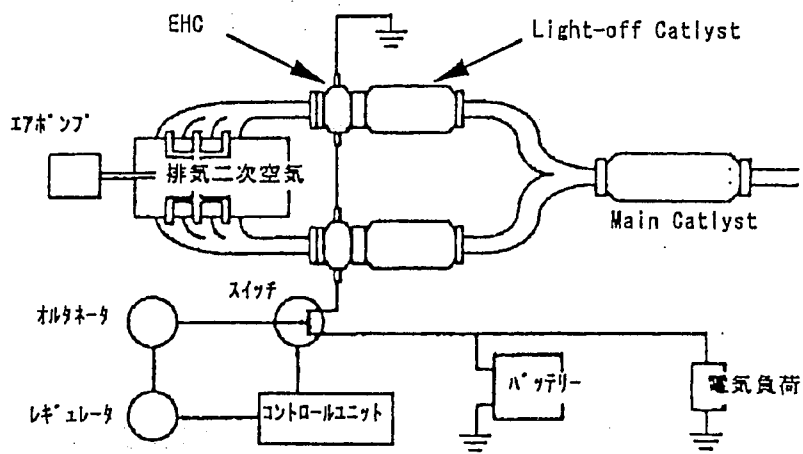 EHC
Light-off Catlyst
エアポンプ
排気二次空気
Main Catlyst
スイッチ
オルタネータ
バッテリー
電気負荷
レギュレータ
コントロールユニット